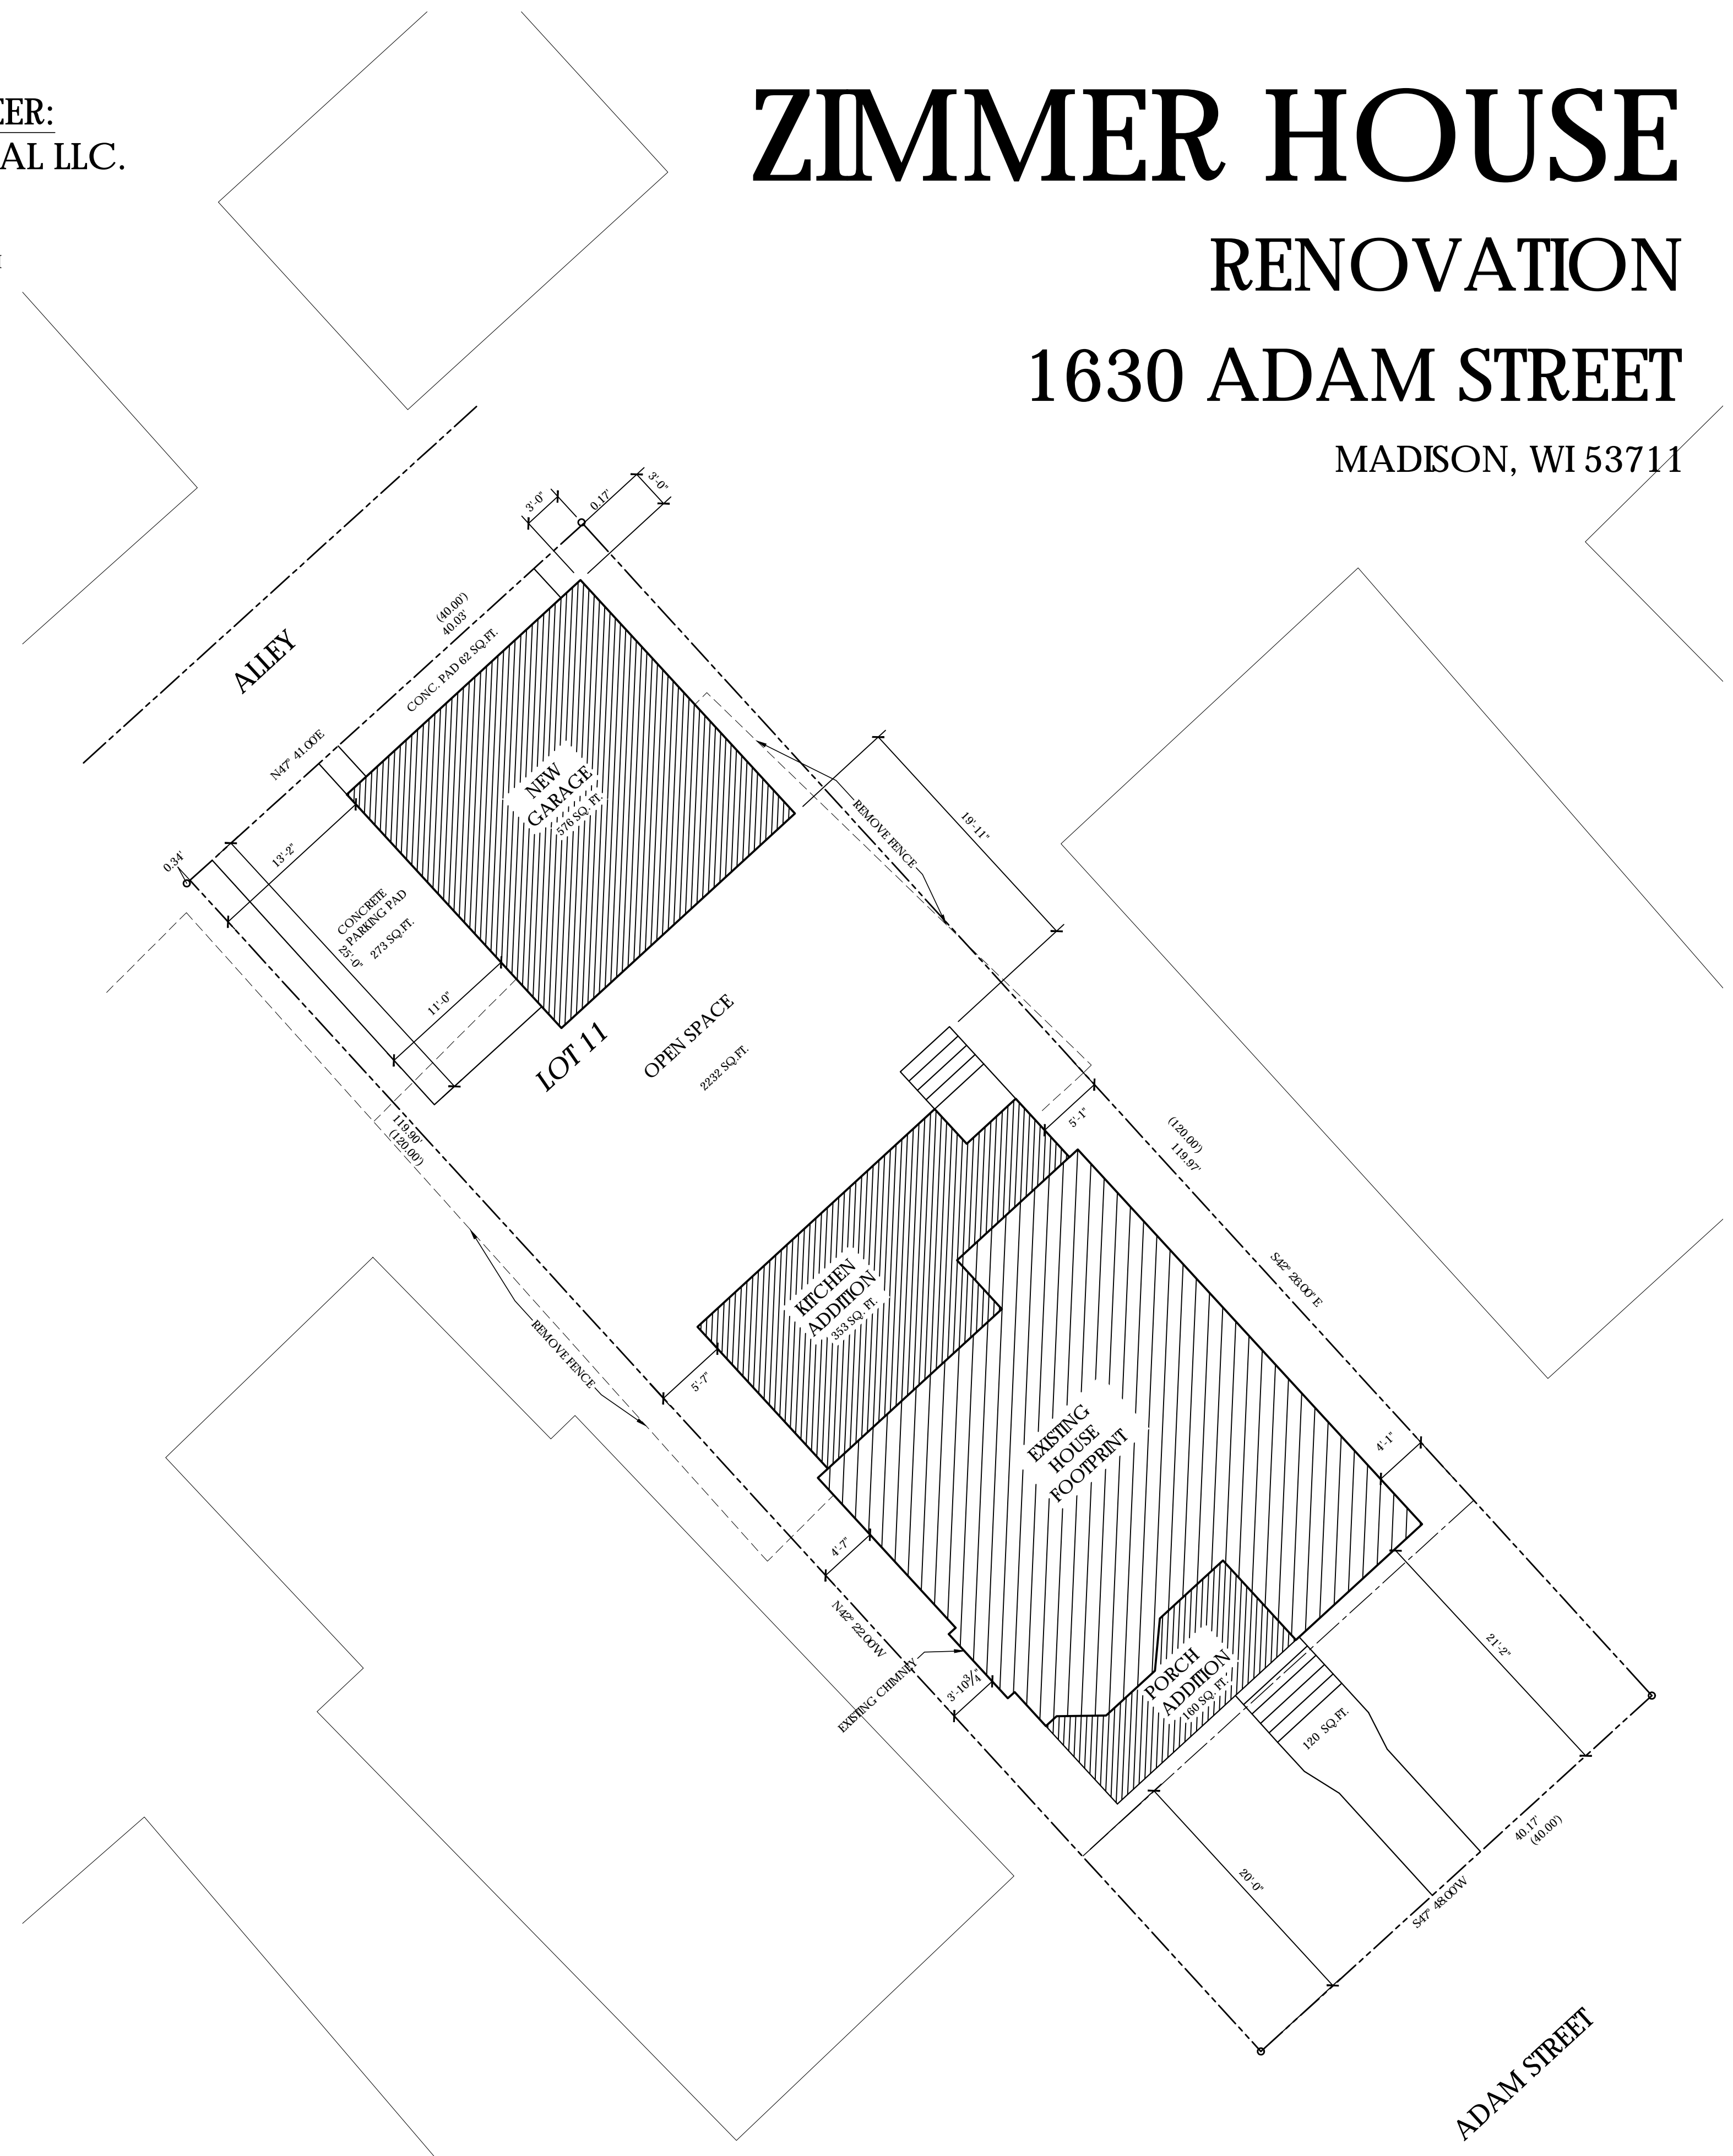 ZIMMER HOUSE
RENOVATION
1630 ADAM STREET
MADISON, WI 53711
EER:
AL LLC.
3'-0"
0.17'
3'-0"
(40.00')
40.03'
CONC. PAD 62 SQ.FT.
ALLEY
N47° 41.00'E
NEW
GARAGE
576 SQ. FT.
REMOVE FENCE
19'-11"
0.34'
13'-2"
CONCRETE
PARKING PAD
273 SQ.FT.
25'-0"
11'-0"
LOT 11
OPEN SPACE
2232 SQ.FT.
119.90'
(120.00')
5'-1"
(120.00')
119.97'
S42° 26.00' E
KITCHEN
ADDITION
353 SQ. FT.
REMOVE FENCE
5'-7"
EXISTING
HOUSE
FOOTPRINT
4'-1"
4'-7"
N42° 22.00'W
EXISTING CHIMNEY
3'-10¾"
PORCH
ADDITION
160 SQ. FT.
120 SQ.FT.
21'-2"
20'-0"
40.17'
(40.00')
S47° 48.00'W
ADAM STREET